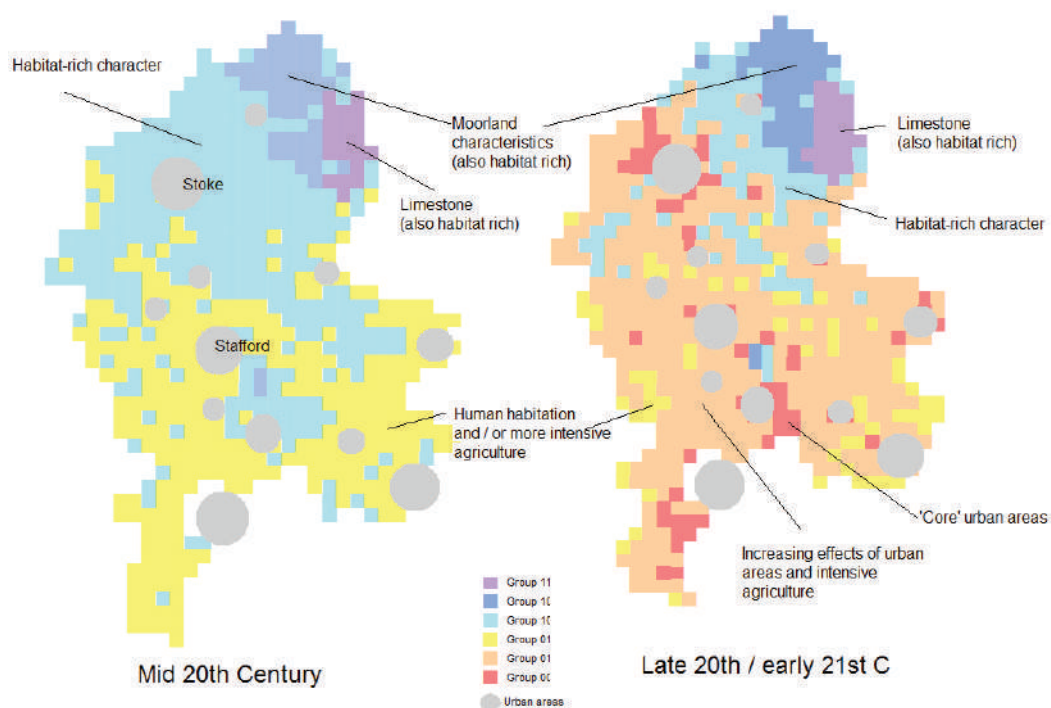 Habitat-rich character
Moorland
characteristics
(also habitat rich)
Limestone
(also habitat rich)
Stoke
Limestone
(also habitat rich)
Habitat-rich character
Stafford
Human habitation
and / or more intensive
agriculture
'Core' urban areas
Increasing effects of urban
areas and intensive
agriculture
Group 11
Group 10
Group 10
Group 01
Group 01
Group 00
Urban areas
Mid 20th Century
Late 20th / early 21st C